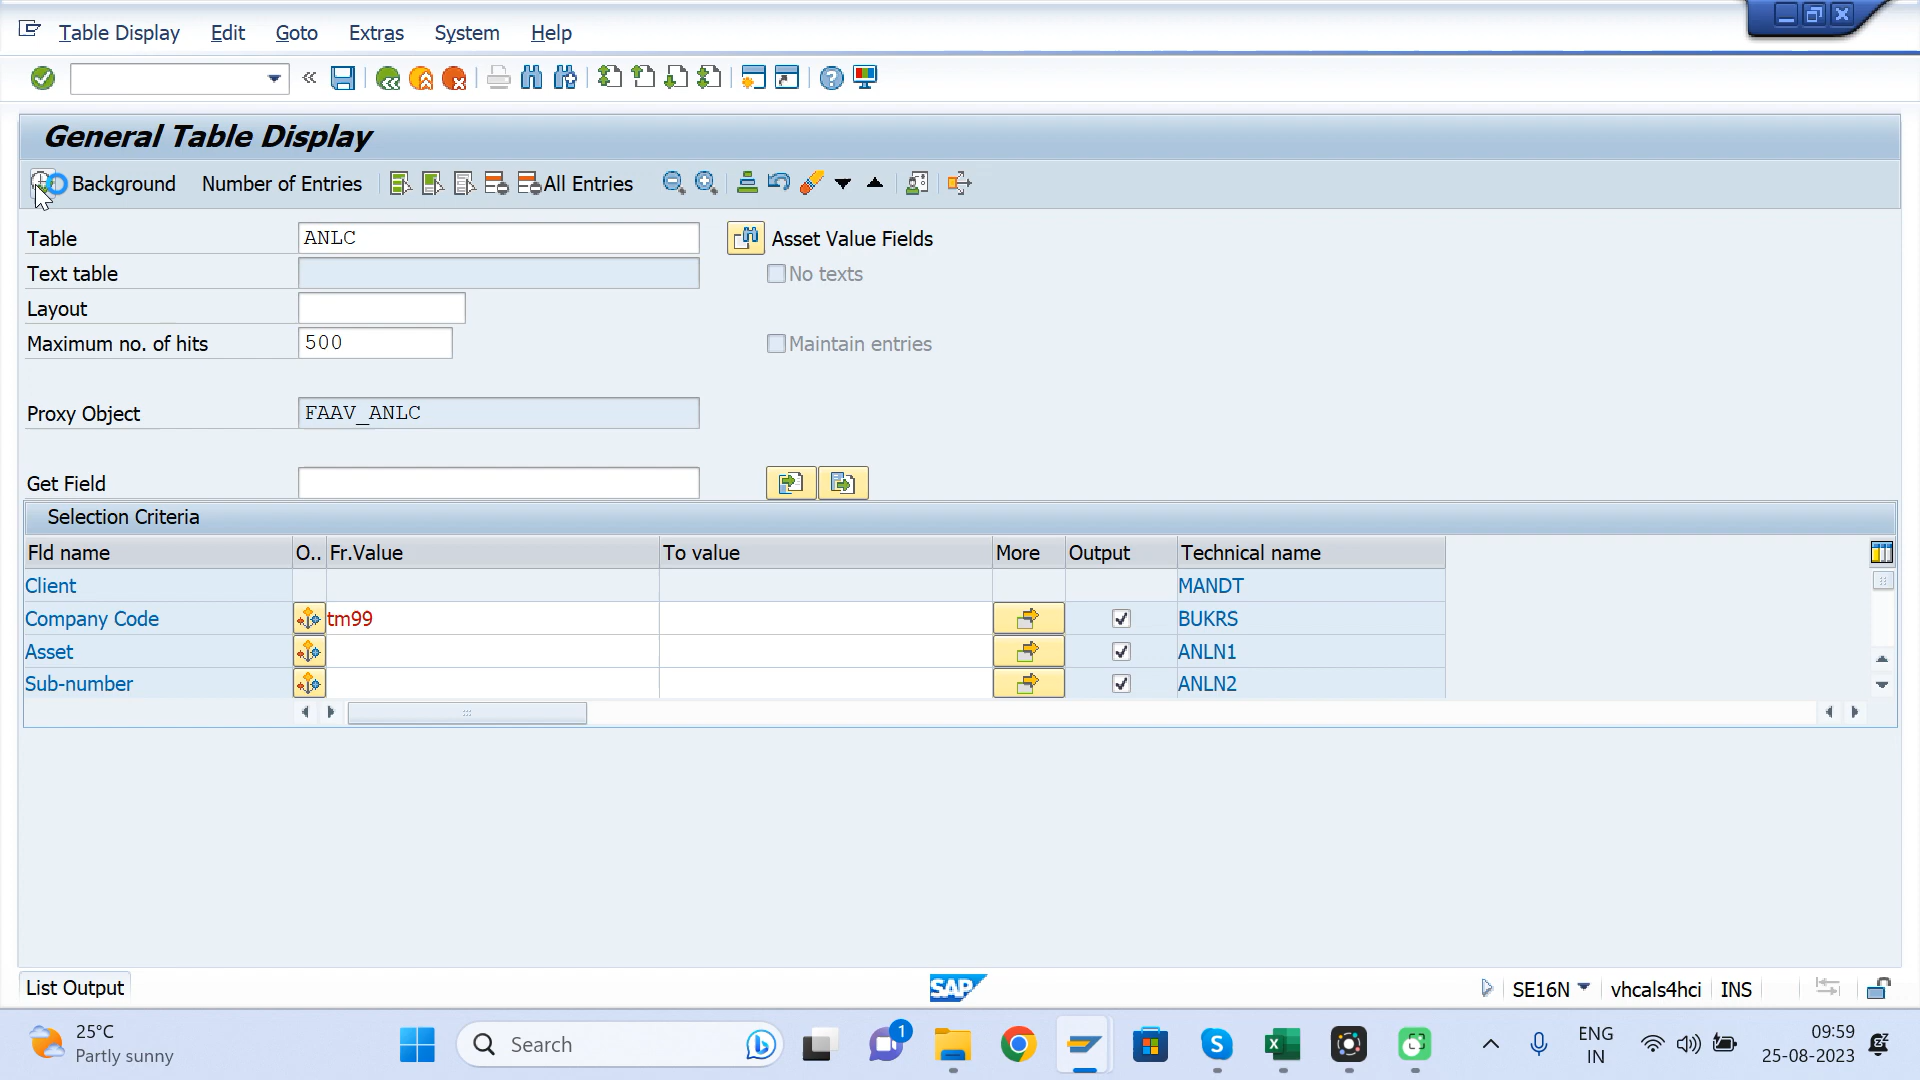 Table Display Edit Goto Extras System Help
«
General Table Display
Background Number of Entries All Entries
Table ANLC Asset Value Fields
Text table No texts
Layout
Maximum no. of hits 500 Maintain entries
Proxy Object FAAV_ANLC
Get Field
Selection Criteria
Fld name O.. Fr.Value To value More Output Technical name
Client MANDT
Company Code tm99 BUKRS
Asset ANLN1
Sub-number ANLN2
List Output SAP SE16N vhcals4hci INS
25°C
Partly sunny
Search
1
ENG
IN
09:59
25-08-2023